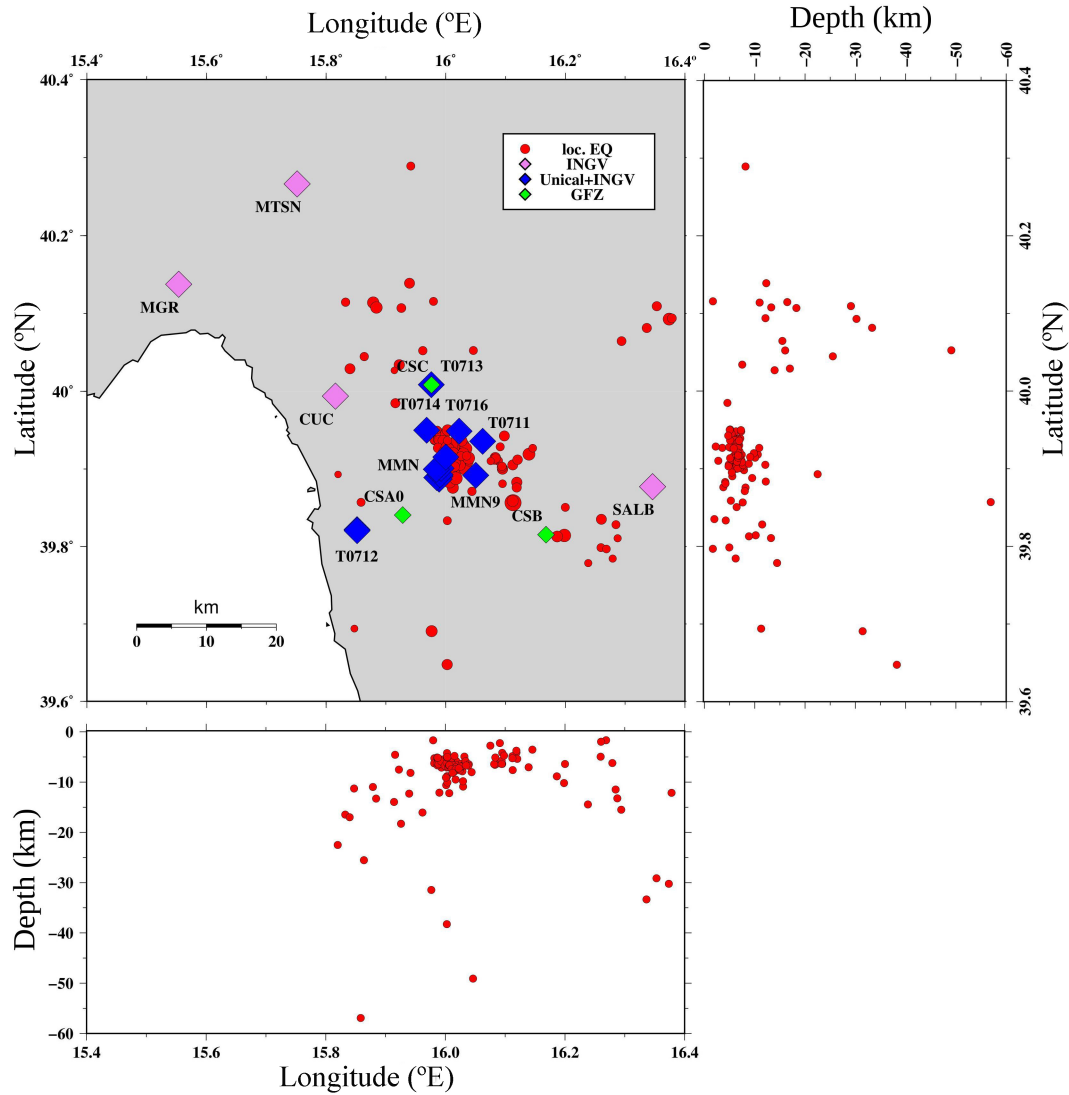 Longitude (ºE)
Depth (km)
15.4˚ 15.6˚ 15.8˚ 16˚ 16.2˚ 16.4˚
0 −10 −20 −30 −40 −50 −60
40.4˚ 40.4
loc. EQ
INGV
Unical+INGV
GFZ
MTSN
40.2˚ 40.2
MGR
Latitude (ºN)
Latitude (ºN)
CSC T0713
40˚ 40.0
T0714 T0716
CUC
T0711
MMN
CSA0
MMN9
CSB
SALB
39.8˚ 39.8
T0712
km
0 10 20
39.6˚ 39.6
0
−10
−20
−30
−40
−50
−60
Depth (km)
15.4 15.6 15.8 16.0 16.2 16.4
Longitude (ºE)